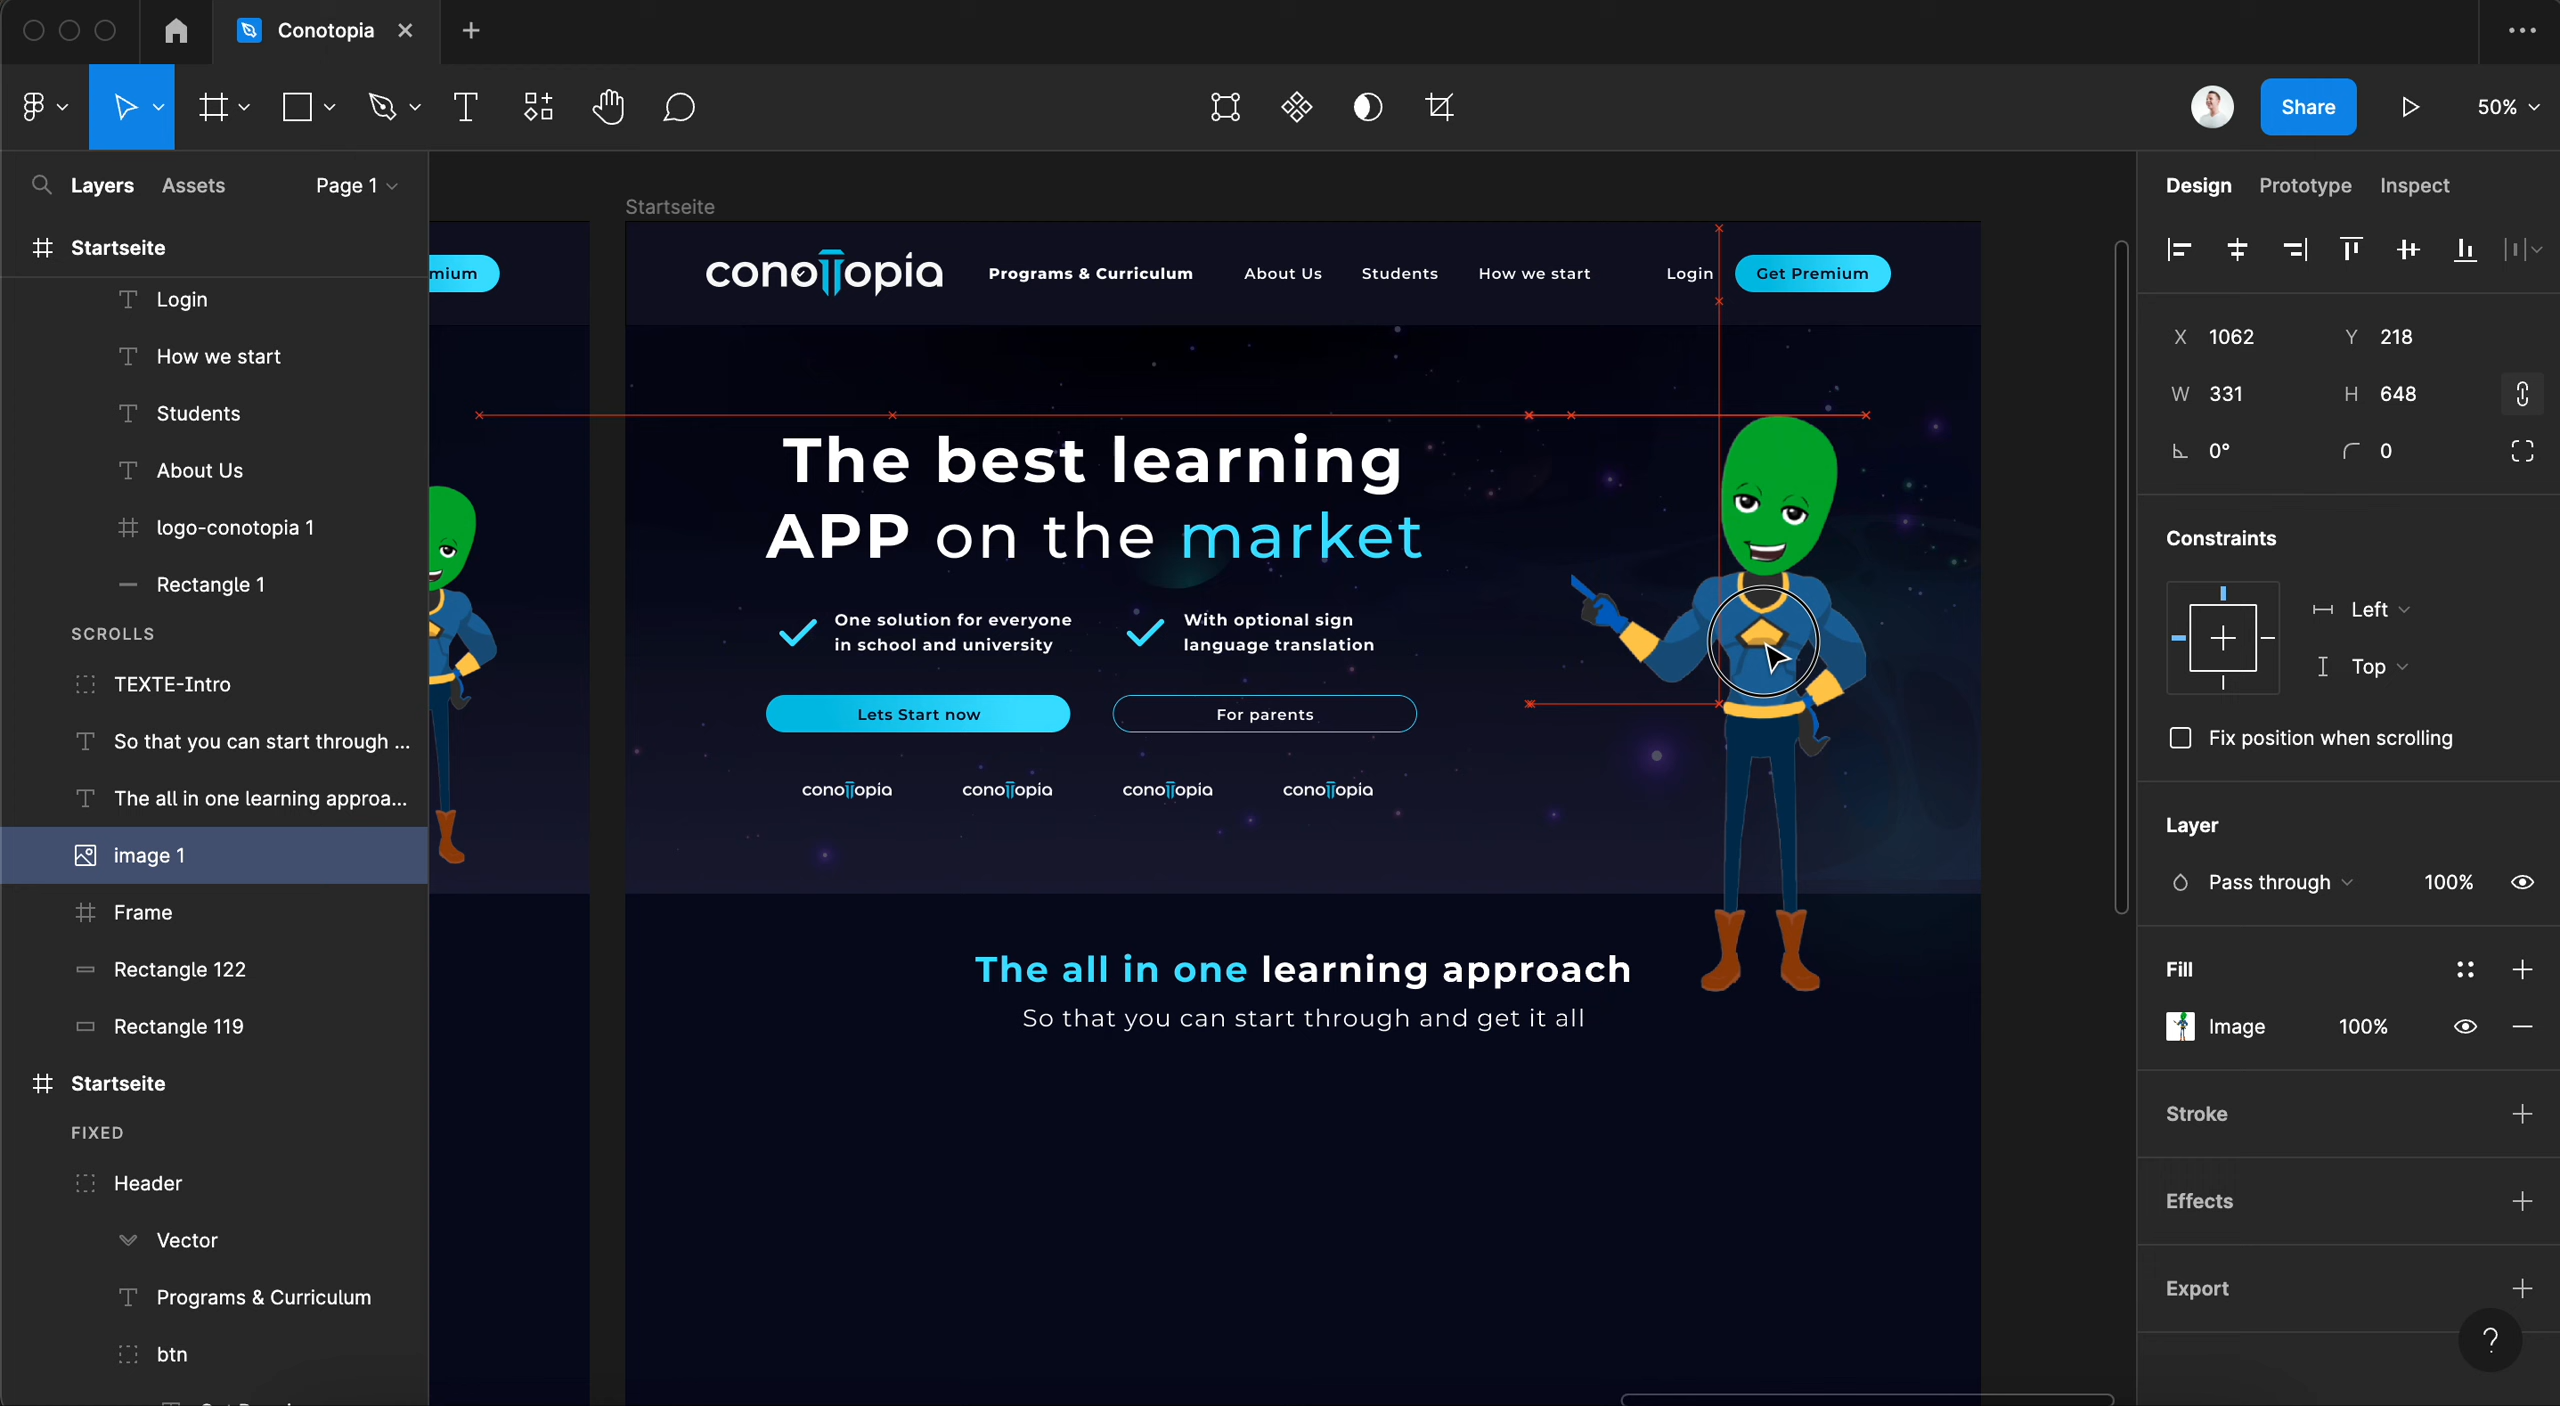 Conotopia
Share
50%
Layers
Assets
Page 1
Startseite
Login
How we start
Students
About Us
logo-conotopia 1
Rectangle 1
SCROLLS
TEXTE-Intro
So that you can start through ...
The all in one learning approa...
image 1
Frame
Rectangle 122
Rectangle 119
Startseite
FIXED
Header
Vector
Programs & Curriculum
btn
mium
Startseite
conotopia
Programs & Curriculum
About Us
Students
How we start
Login
Get Premium
The best learning
APP on the market
One solution for everyone
in school and university
With optional sign
language translation
Lets Start now
For parents
conotopia
conotopia
conotopia
conotopia
The all in one learning approach
So that you can start through and get it all
Design
Prototype
Inspect
X 1062
Y 218
W 331
H 648
0°
0
Constraints
Left
Top
Fix position when scrolling
Layer
Pass through
100%
Fill
Image
100%
Stroke
Effects
Export
?